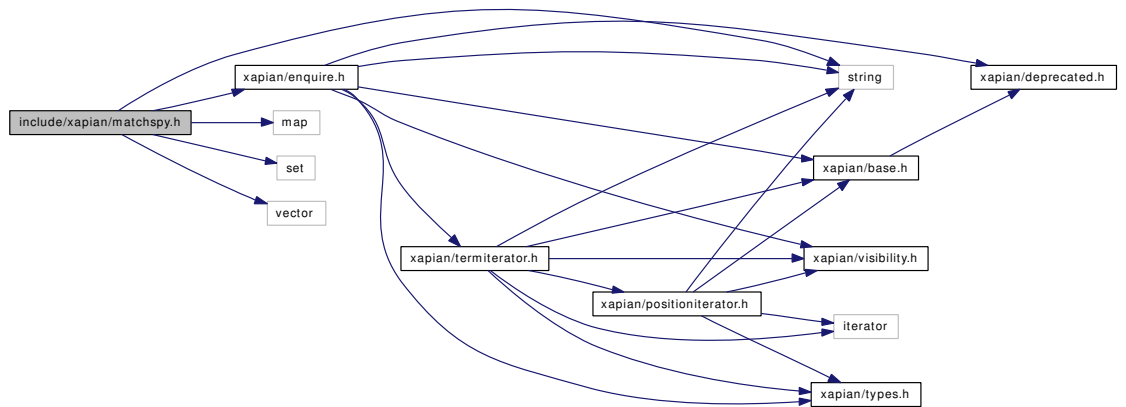 xapian/enquire.h
string
xapian/deprecated.h
include/xapian/matchspy.h
map
set
xapian/base.h
vector
xapian/termiterator.h
xapian/visibility.h
xapian/positioniterator.h
iterator
xapian/types.h